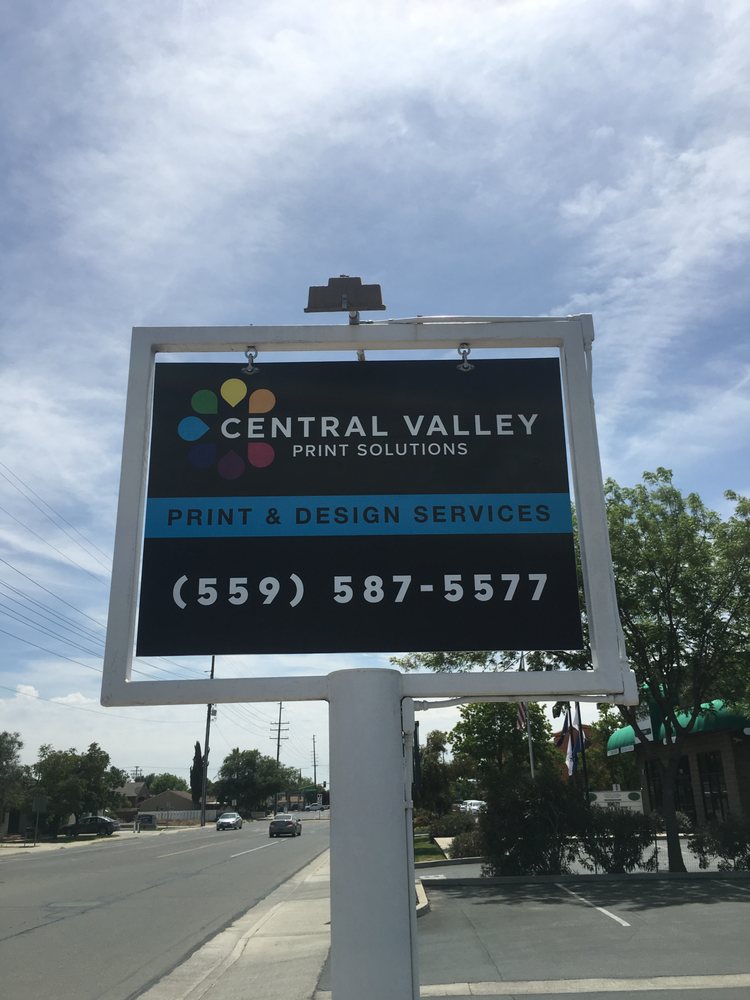 CENTRAL VALLEY
PRINT SOLUTIONS
PRINT & DESIGN SERVICES
(559) 587-5577